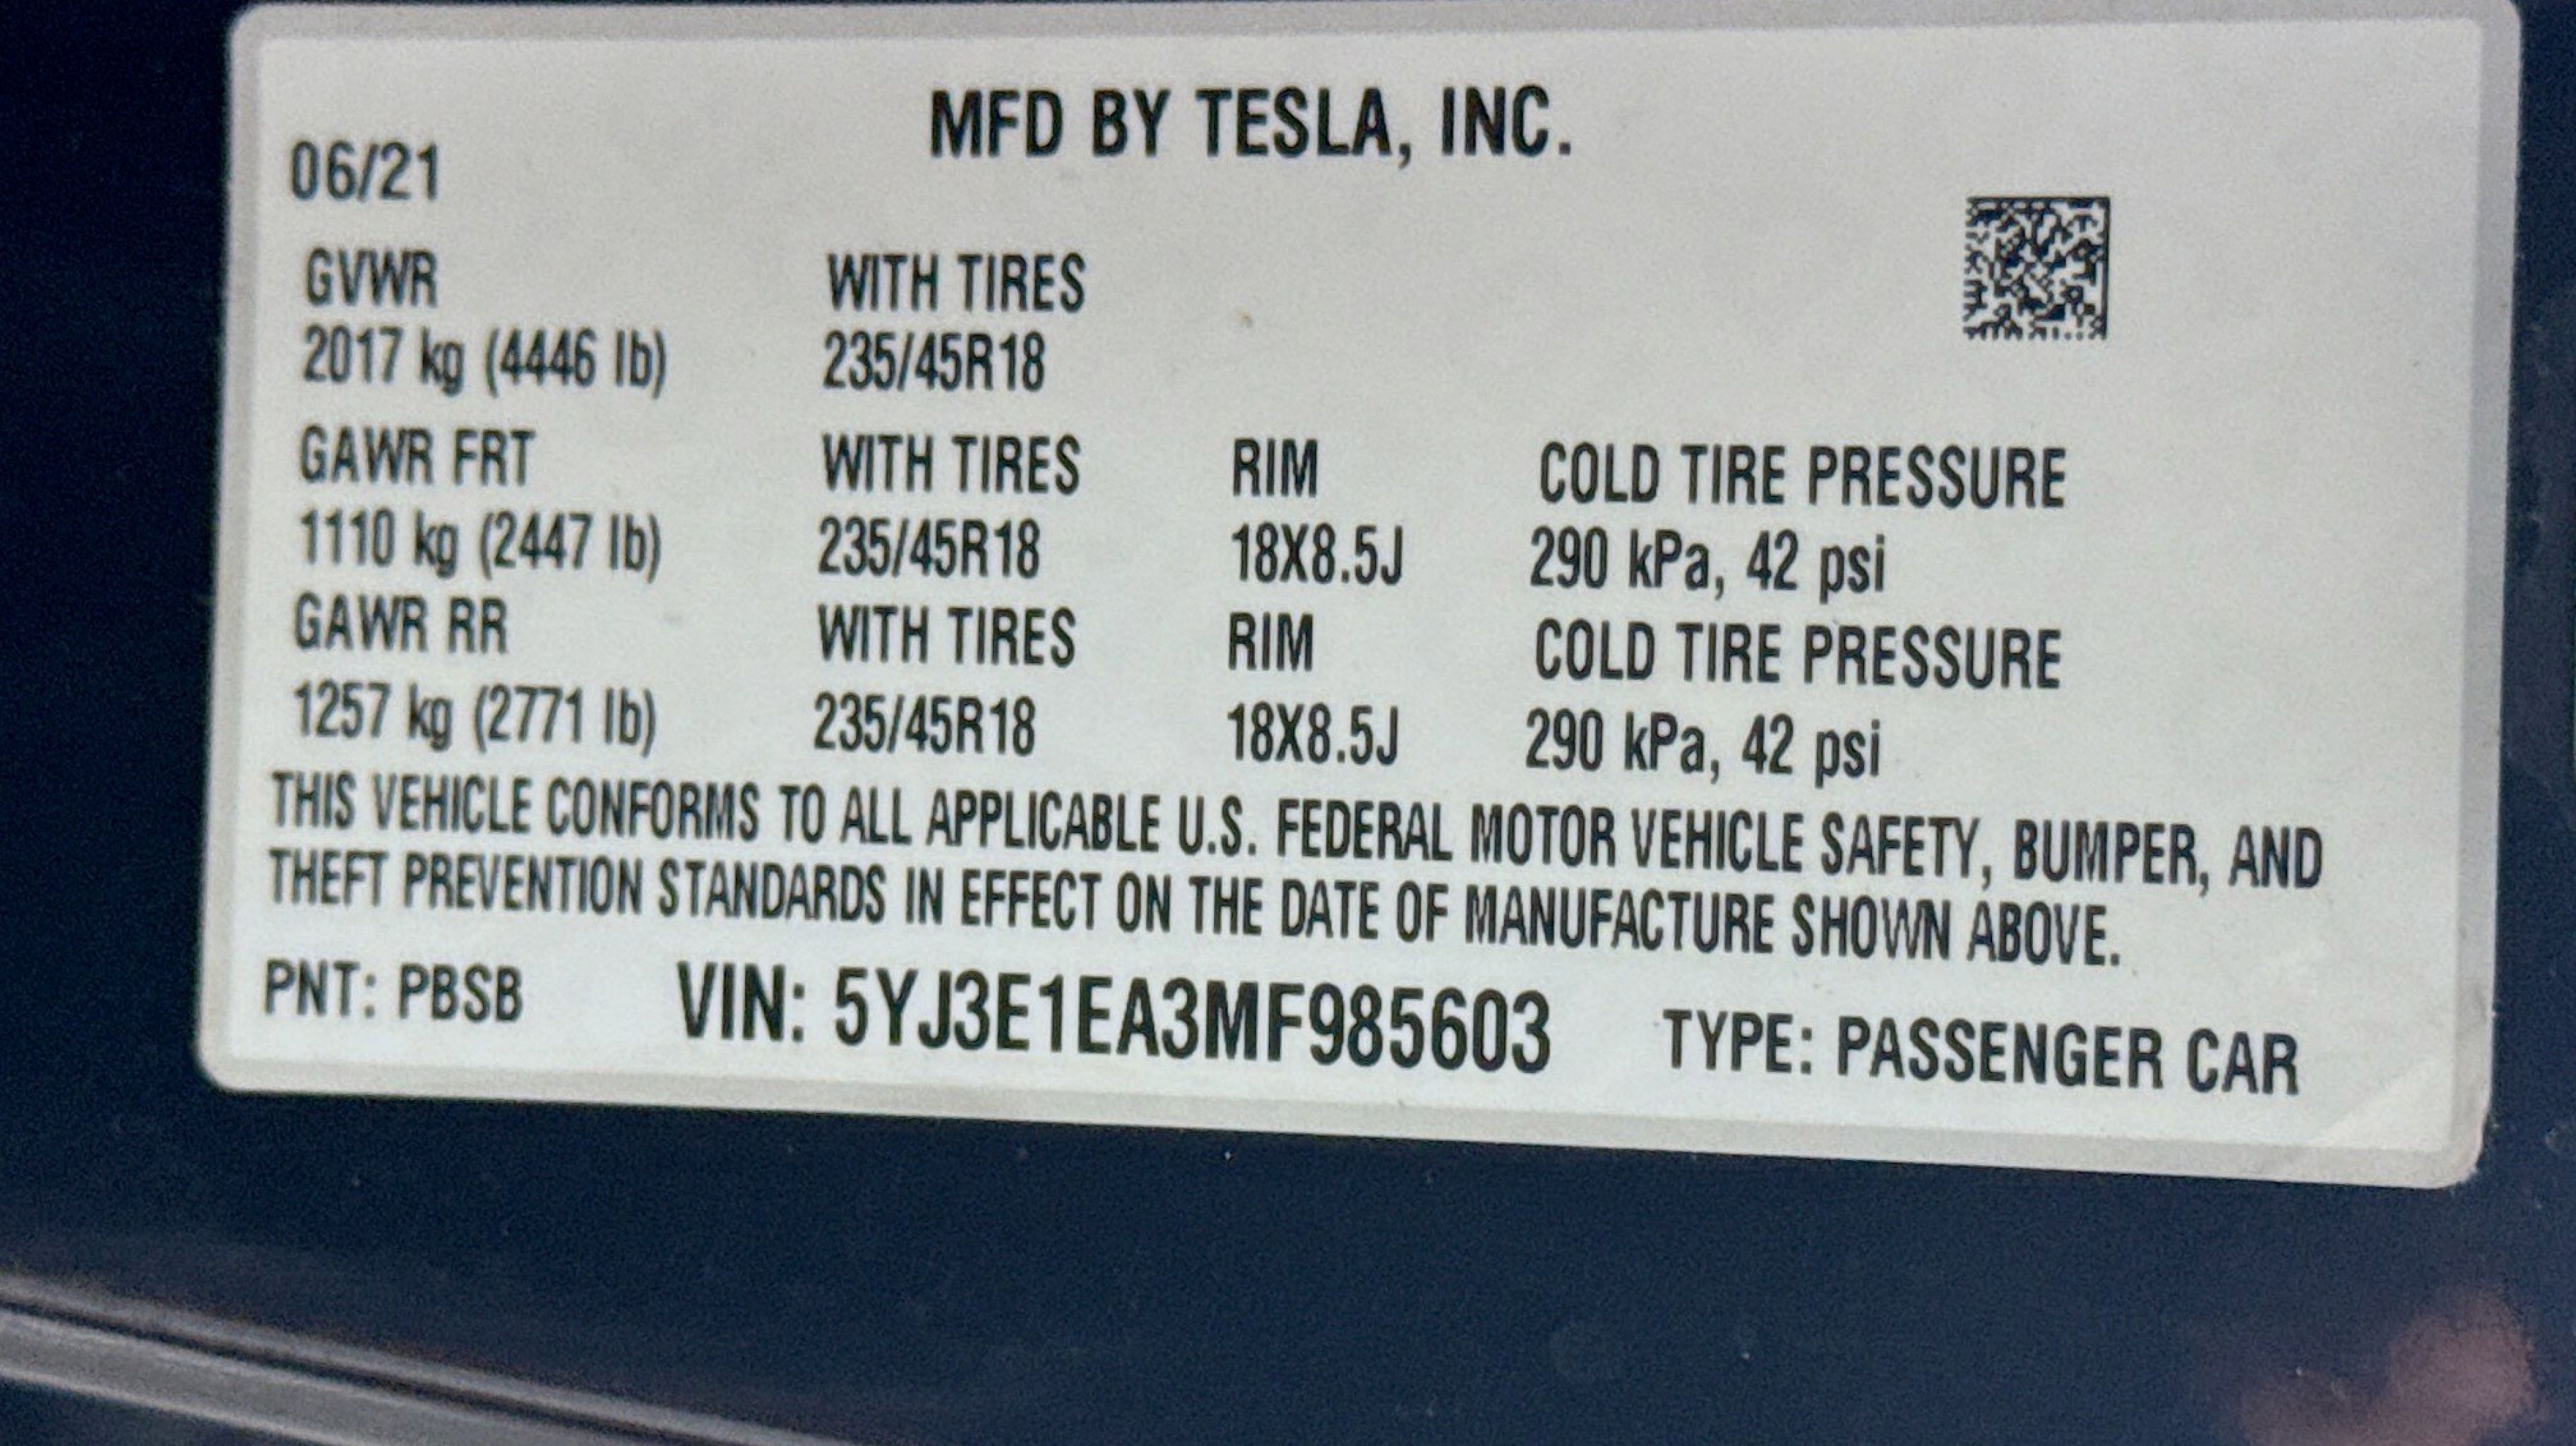 MFD BY TESLA, INC.
06/21
GVWR WITH TIRES
2017 kg (4446 lb) 235/45R18
GAWR FRT WITH TIRES RIM COLD TIRE PRESSURE
1110 kg (2447 lb) 235/45R18 18X8.5J 290 kPa, 42 psi
GAWR RR WITH TIRES RIM COLD TIRE PRESSURE
1257 kg (2771 lb) 235/45R18 18X8.5J 290 kPa, 42 psi
THIS VEHICLE CONFORMS TO ALL APPLICABLE U.S. FEDERAL MOTOR VEHICLE SAFETY, BUMPER, AND
THEFT PREVENTION STANDARDS IN EFFECT ON THE DATE OF MANUFACTURE SHOWN ABOVE.
PNT: PBSB VIN: 5YJ3E1EA3MF985603 TYPE: PASSENGER CAR